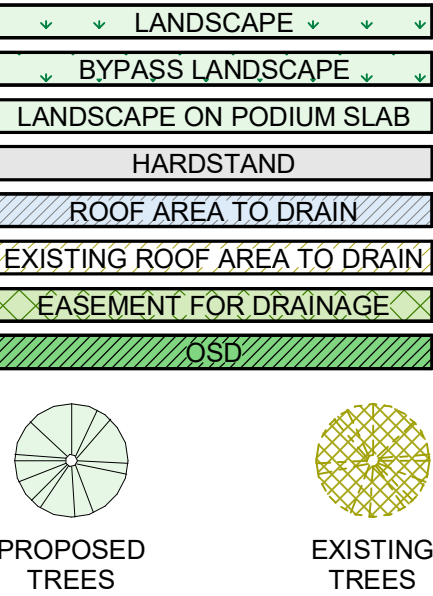 LANDSCAPE
BYPASS LANDSCAPE
LANDSCAPE ON PODIUM SLAB
HARDSTAND
ROOF AREA TO DRAIN
EXISTING ROOF AREA TO DRAIN
EASEMENT FOR DRAINAGE
OSD
PROPOSED
TREES
EXISTING
TREES